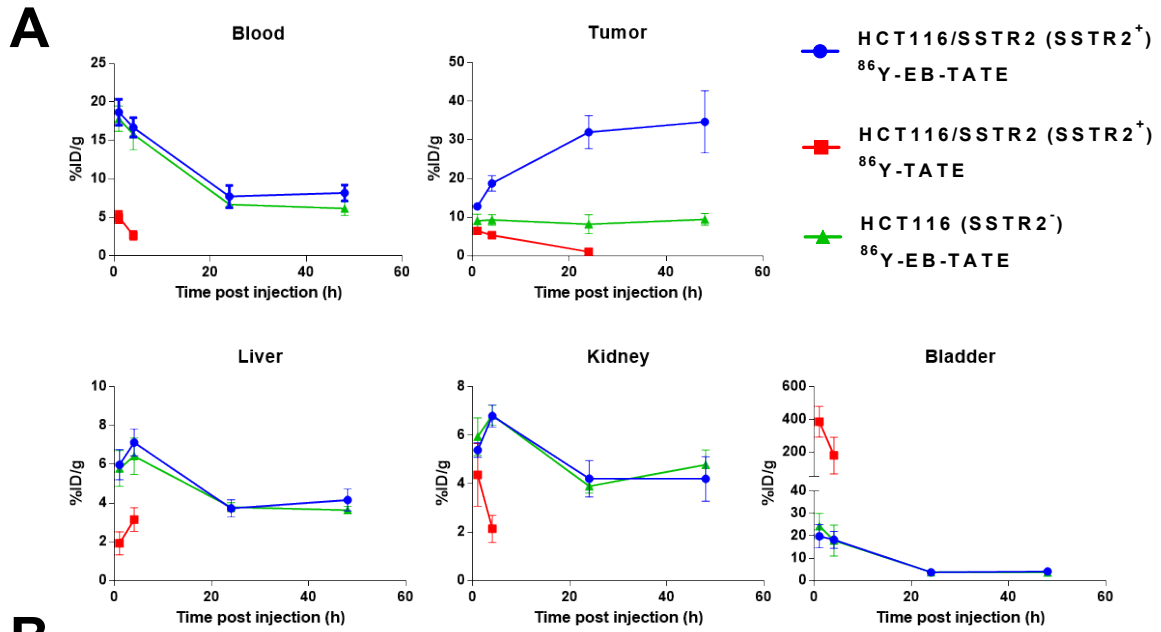 A
Blood
25
20
15
10
5
0
%ID/g
0 20 40 60
Time post injection (h)
Tumor
50
40
30
20
10
0
%ID/g
0 20 40 60
Time post injection (h)
HCT116/SSTR2 (SSTR2⁺)
⁸⁶Y-EB-TATE
HCT116/SSTR2 (SSTR2⁺)
⁸⁶Y-TATE
HCT116 (SSTR2⁻)
⁸⁶Y-EB-TATE
Liver
10
8
6
4
2
0
%ID/g
0 20 40 60
Time post injection (h)
Kidney
8
6
4
2
0
%ID/g
0 20 40 60
Time post injection (h)
Bladder
600
400
200
40
30
20
10
0
%ID/g
0 20 40 60
Time post injection (h)